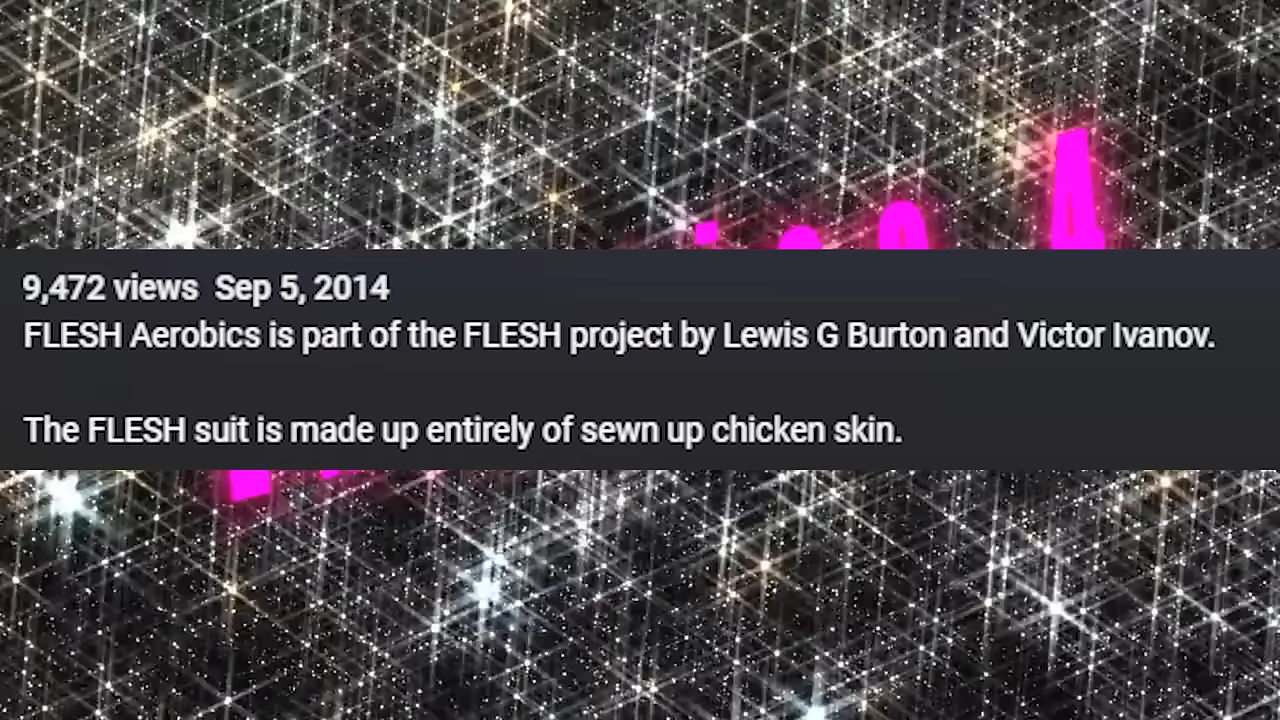 9,472 views Sep 5, 2014
FLESH Aerobics is part of the FLESH project by Lewis G Burton and Victor Ivanov.
The FLESH suit is made up entirely of sewn up chicken skin.